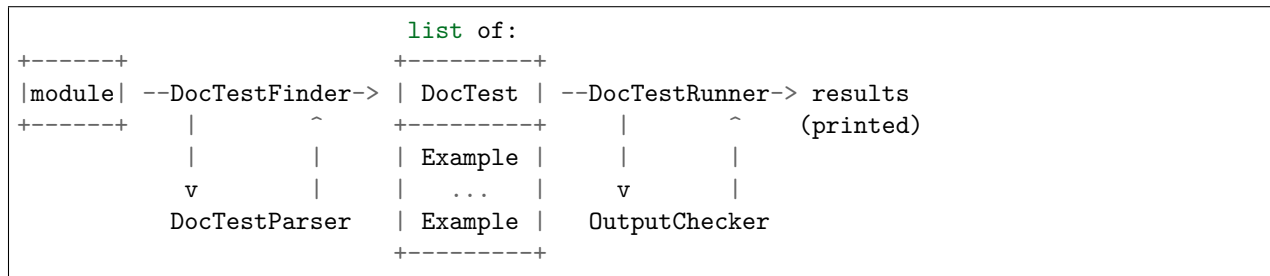 list of:
+------+                   +---------+
|module| --DocTestFinder-> | DocTest | --DocTestRunner-> results
+------+    |        ^     +---------+     |       ^    (printed)
            |        |     | Example |     |       |
            v        |     |   ...   |     v       |
           DocTestParser   | Example |   OutputChecker
                           +---------+